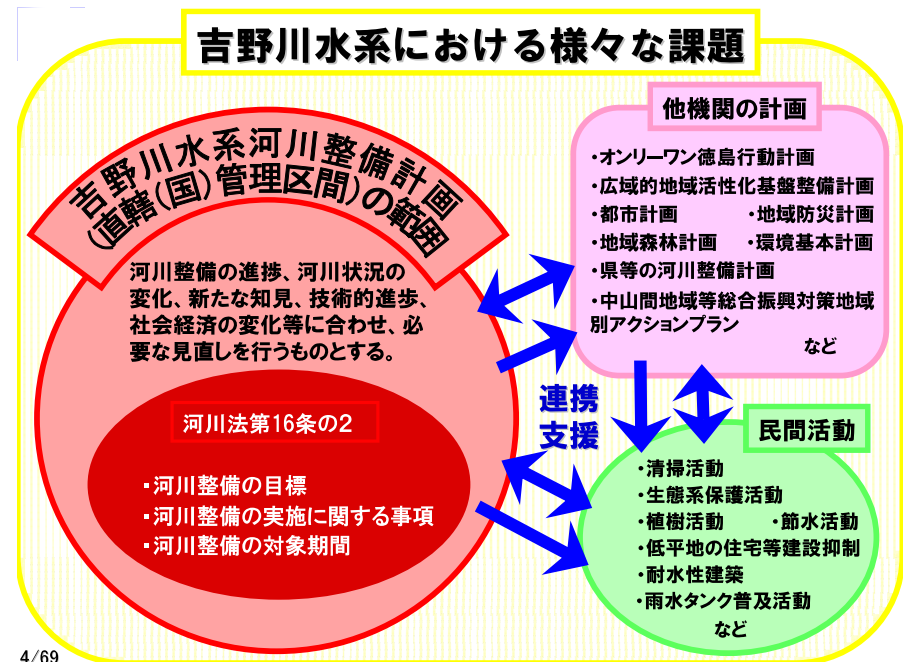 吉野川水系における様々な課題
吉野川水系河川整備計画
(直轄(国)管理区間)の範囲
河川整備の進捗、河川状況の
変化、新たな知見、技術的進歩、
社会経済の変化等に合わせ、必
要な見直しを行うものとする。
河川法第16条の2
・河川整備の目標
・河川整備の実施に関する事項
・河川整備の対象期間
連携
支援
他機関の計画
・オンリーワン徳島行動計画
・広域的地域活性化基盤整備計画
・都市計画 ・地域防災計画
・地域森林計画 ・環境基本計画
・県等の河川整備計画
・中山間地域等総合振興対策地域
別アクションプラン
など
民間活動
・清掃活動
・生態系保護活動
・植樹活動 ・節水活動
・低平地の住宅等建設抑制
・耐水性建築
・雨水タンク普及活動
など
4/69